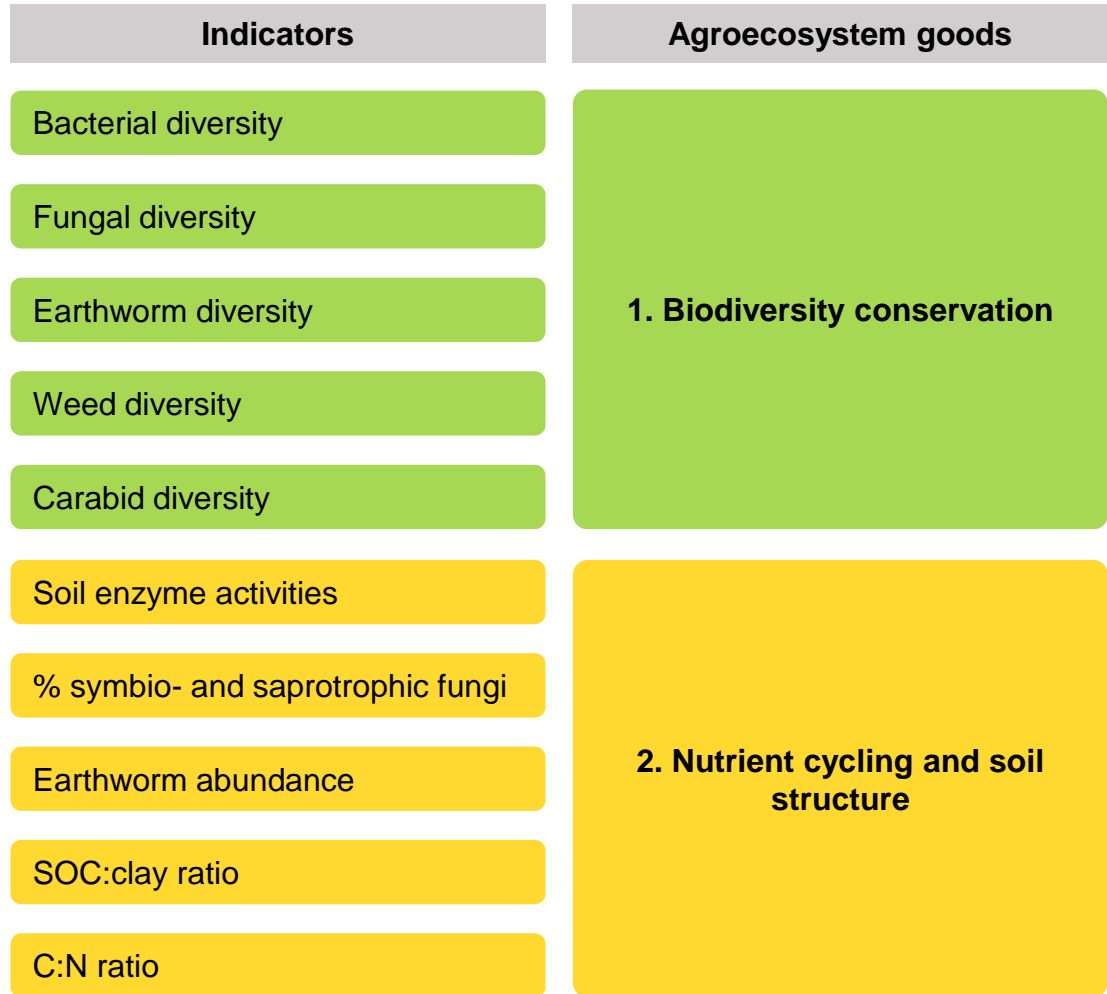 Indicators
Agroecosystem goods
Bacterial diversity
Fungal diversity
Earthworm diversity
Weed diversity
Carabid diversity
1. Biodiversity conservation
Soil enzyme activities
% symbio- and saprotrophic fungi
Earthworm abundance
SOC:clay ratio
C:N ratio
2. Nutrient cycling and soil
structure